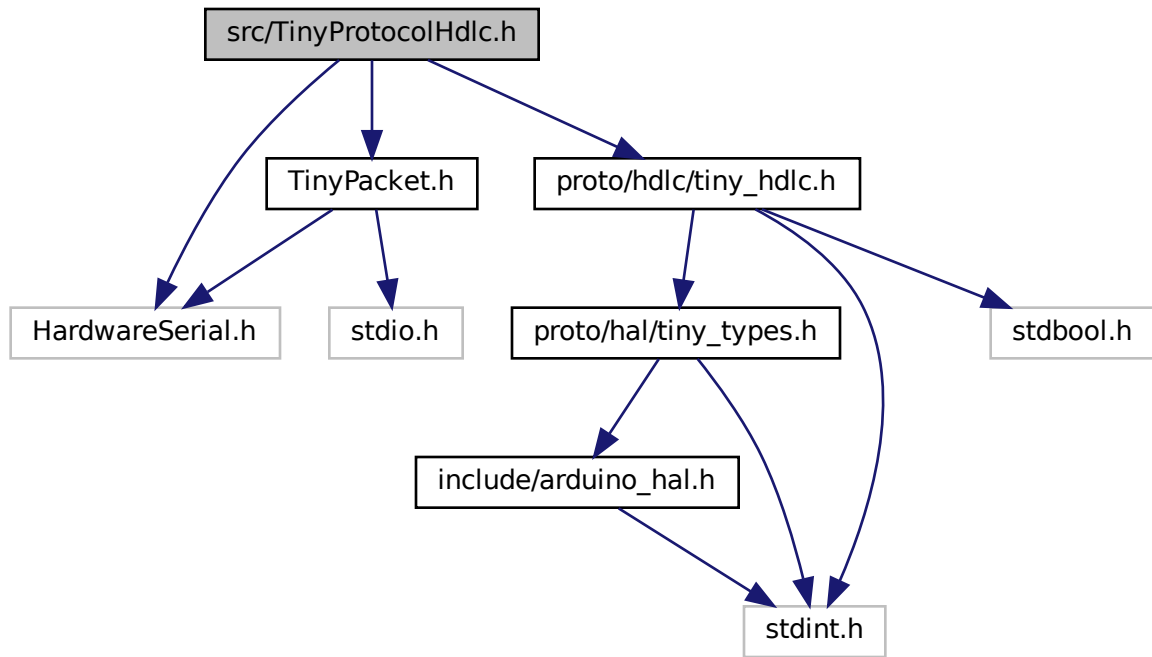 src/TinyProtocolHdlc.h
TinyPacket.h
proto/hdlc/tiny_hdlc.h
HardwareSerial.h
stdio.h
proto/hal/tiny_types.h
stdbool.h
include/arduino_hal.h
stdint.h